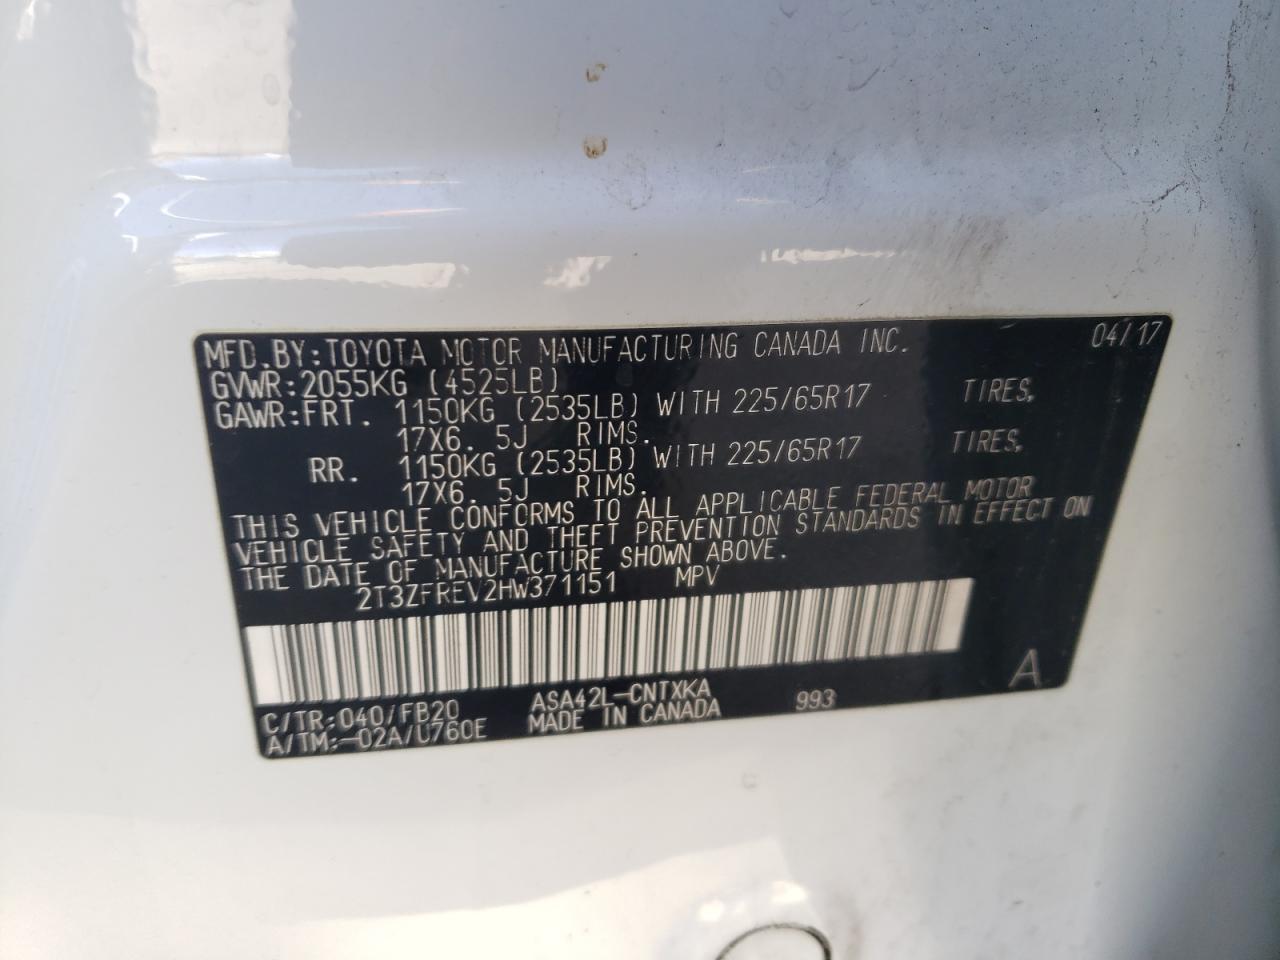 MFD.BY:TOYOTA MOTOR MANUFACTURING CANADA INC. 04/17
GVWR:2055KG (4525LB)
GAWR:FRT. 1150KG (2535LB) WITH 225/65R17 TIRES,
17X6. 5J RIMS.
RR. 1150KG (2535LB) WITH 225/65R17 TIRES,
17X6. 5J RIMS.
THIS VEHICLE CONFORMS TO ALL APPLICABLE FEDERAL MOTOR
VEHICLE SAFETY AND THEFT PREVENTION STANDARDS IN EFFECT ON
THE DATE OF MANUFACTURE SHOWN ABOVE.
2T3ZFREV2HW371151 MPV
C/TR:040/FB20 ASA42L-CNTXKA 993 A
A/TM:-02A/U760E MADE IN CANADA